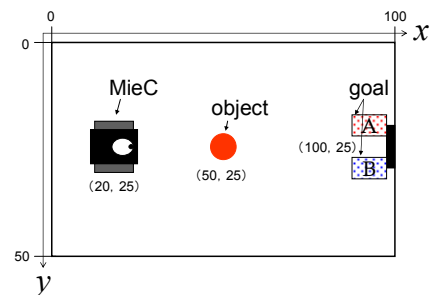 0
100
x
0
MieC
object
goal
A
(20, 25)
(50, 25)
(100, 25)
B
50
y